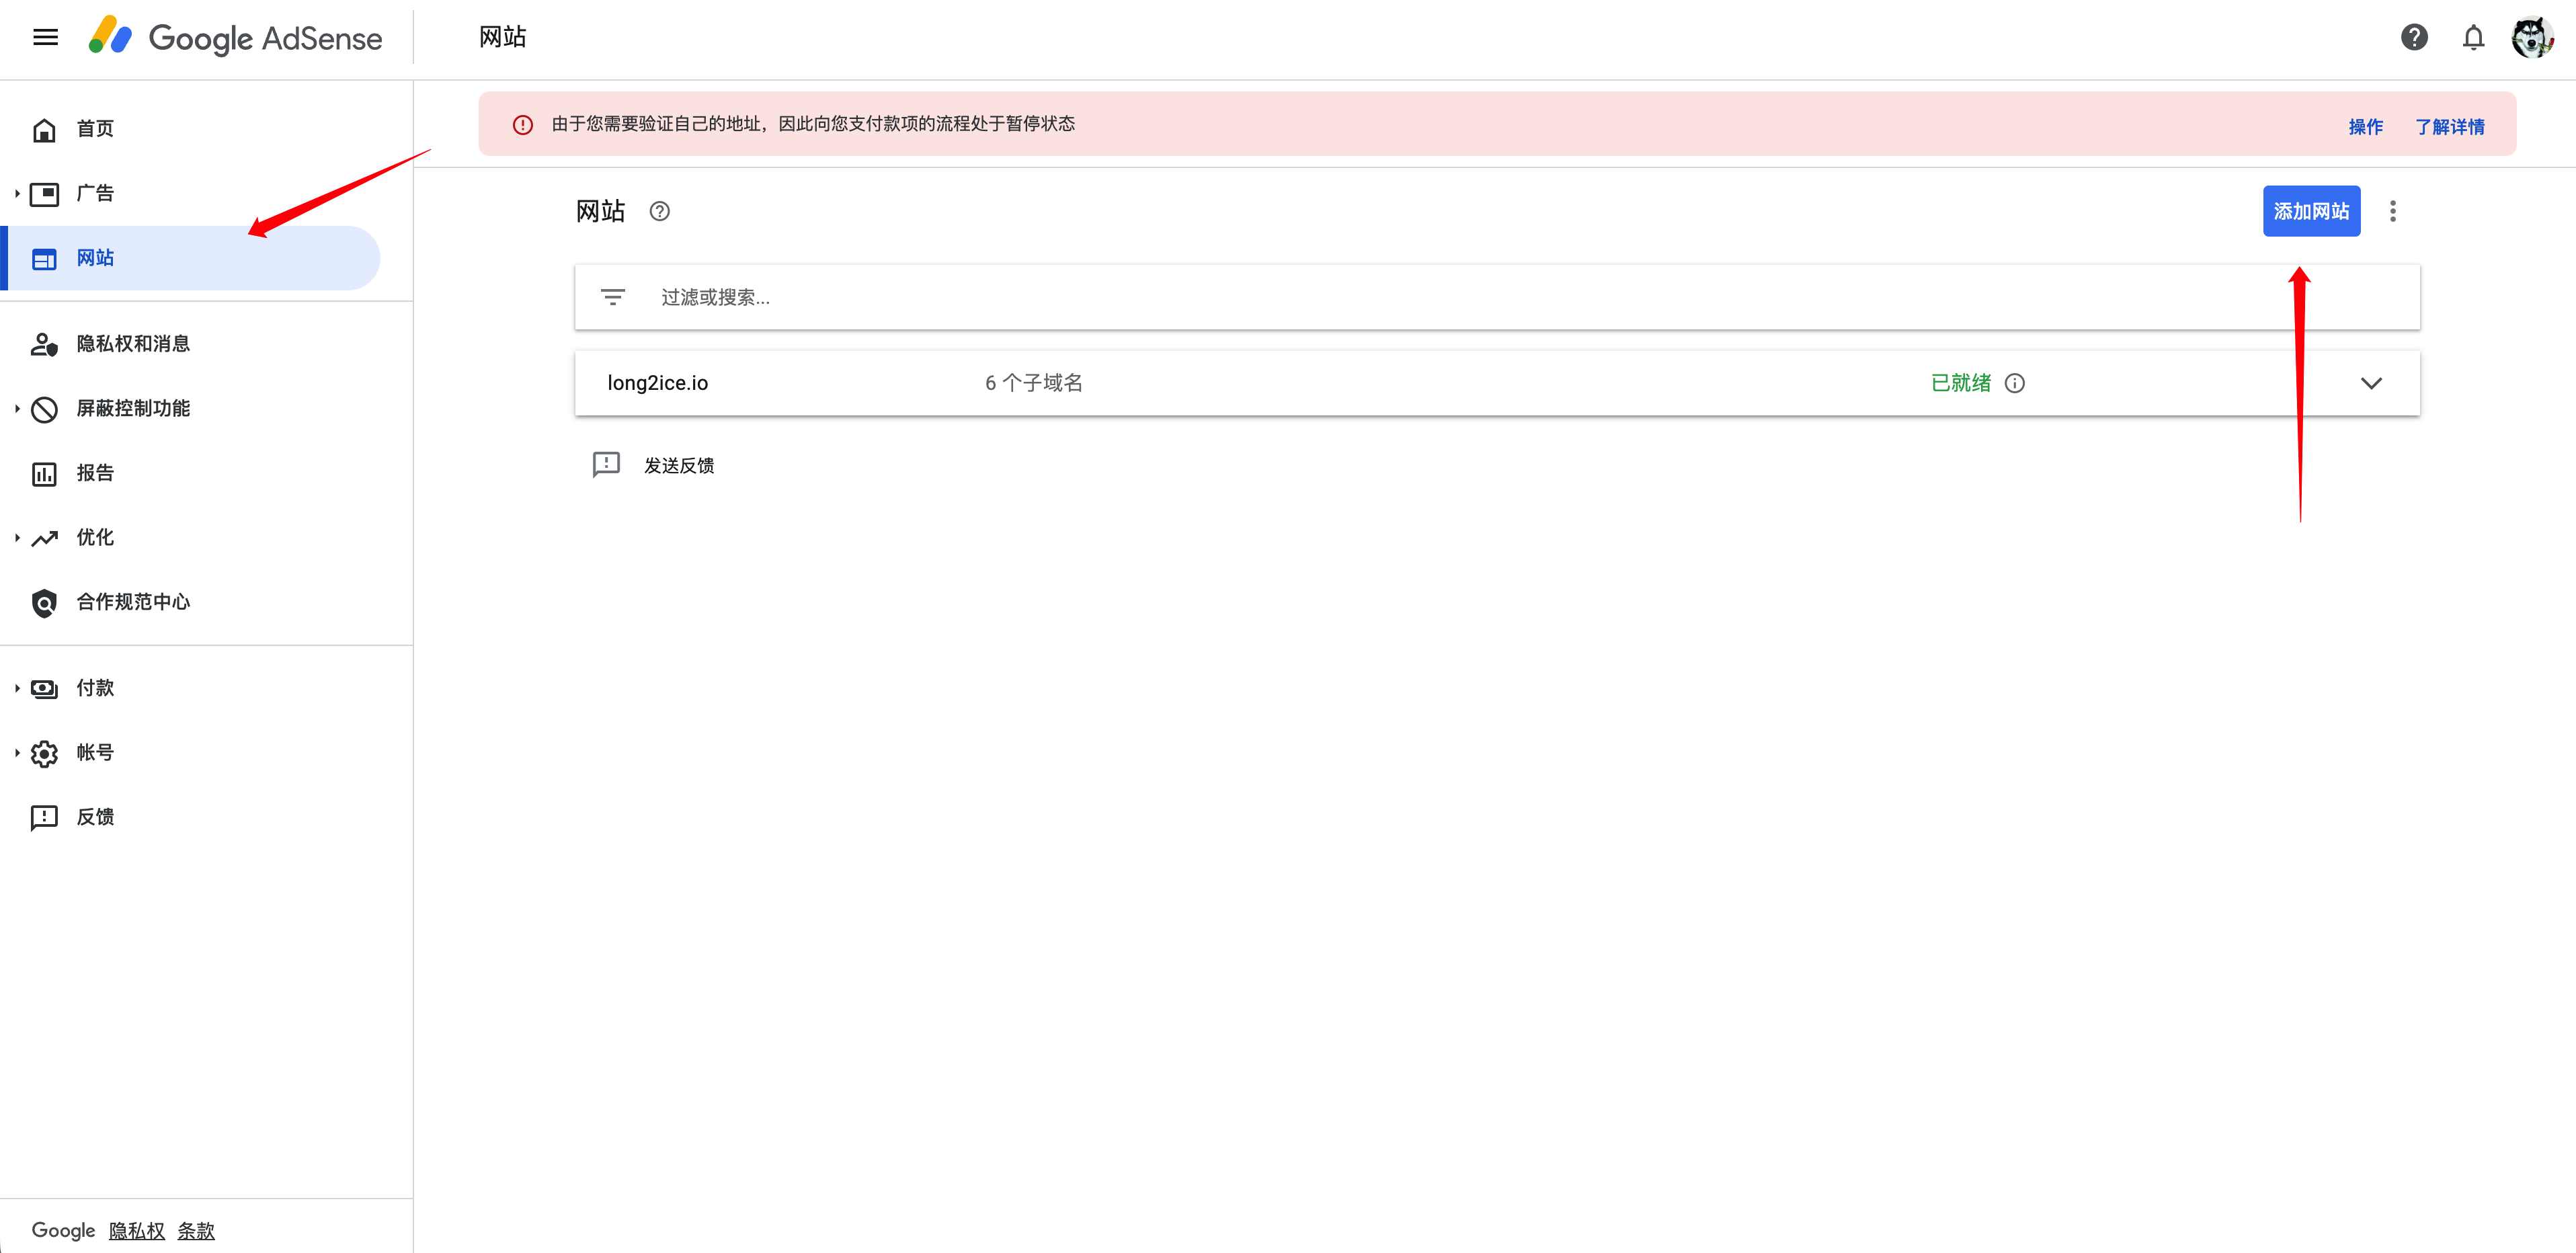 Google AdSense
网站
首页
广告
网站
隐私权和消息
屏蔽控制功能
报告
优化
合作规范中心
付款
帐号
反馈
Google 隐私权 条款
由于您需要验证自己的地址，因此向您支付款项的流程处于暂停状态
操作 了解详情
网站
添加网站
过滤或搜索...
long2ice.io 6 个子域名 已就绪
发送反馈